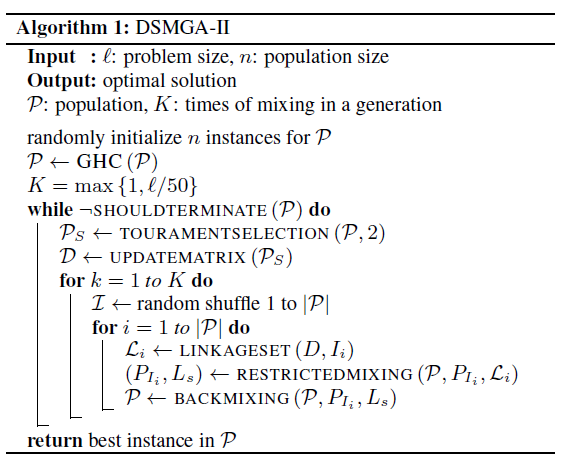 Algorithm 1: DSMGA-II
Input : ℓ: problem size, n: population size
Output: optimal solution
𝒫: population, K: times of mixing in a generation
randomly initialize n instances for 𝒫
𝒫 ← GHC (𝒫)
K = max {1, ℓ/50}
while ¬SHOULDTERMINATE (𝒫) do
𝒫_S ← TOURAMENTSELECTION (𝒫, 2)
𝒟 ← UPDATEMATRIX (𝒫_S)
for k = 1 to K do
ℐ ← random shuffle 1 to |𝒫|
for i = 1 to |𝒫| do
ℒ_i ← LINKAGESET (D, I_i)
(P_{I_i}, L_s) ← RESTRICTEDMIXING (𝒫, P_{I_i}, ℒ_i)
𝒫 ← BACKMIXING (𝒫, P_{I_i}, L_s)
return best instance in 𝒫